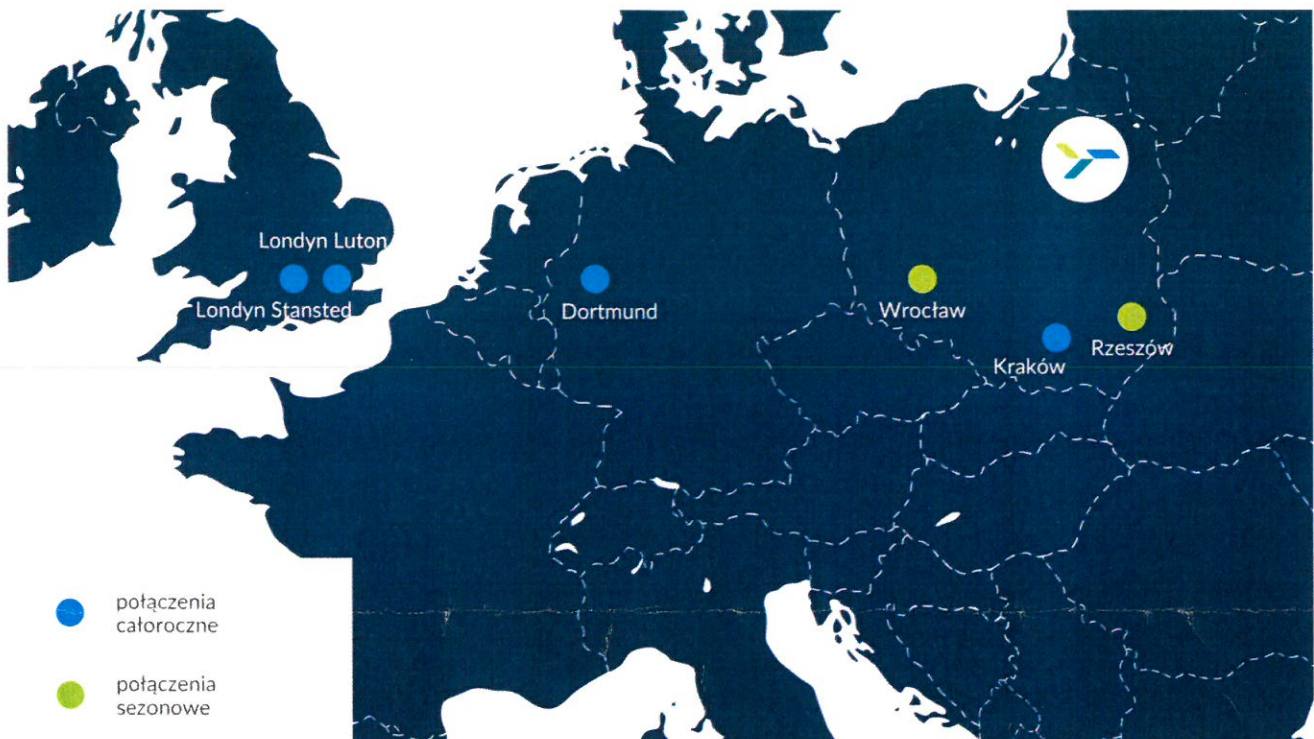 Londyn Luton
Londyn Stansted
Dortmund
Wrocław
Rzeszów
Kraków
połączenia
całoroczne
połączenia
sezonowe